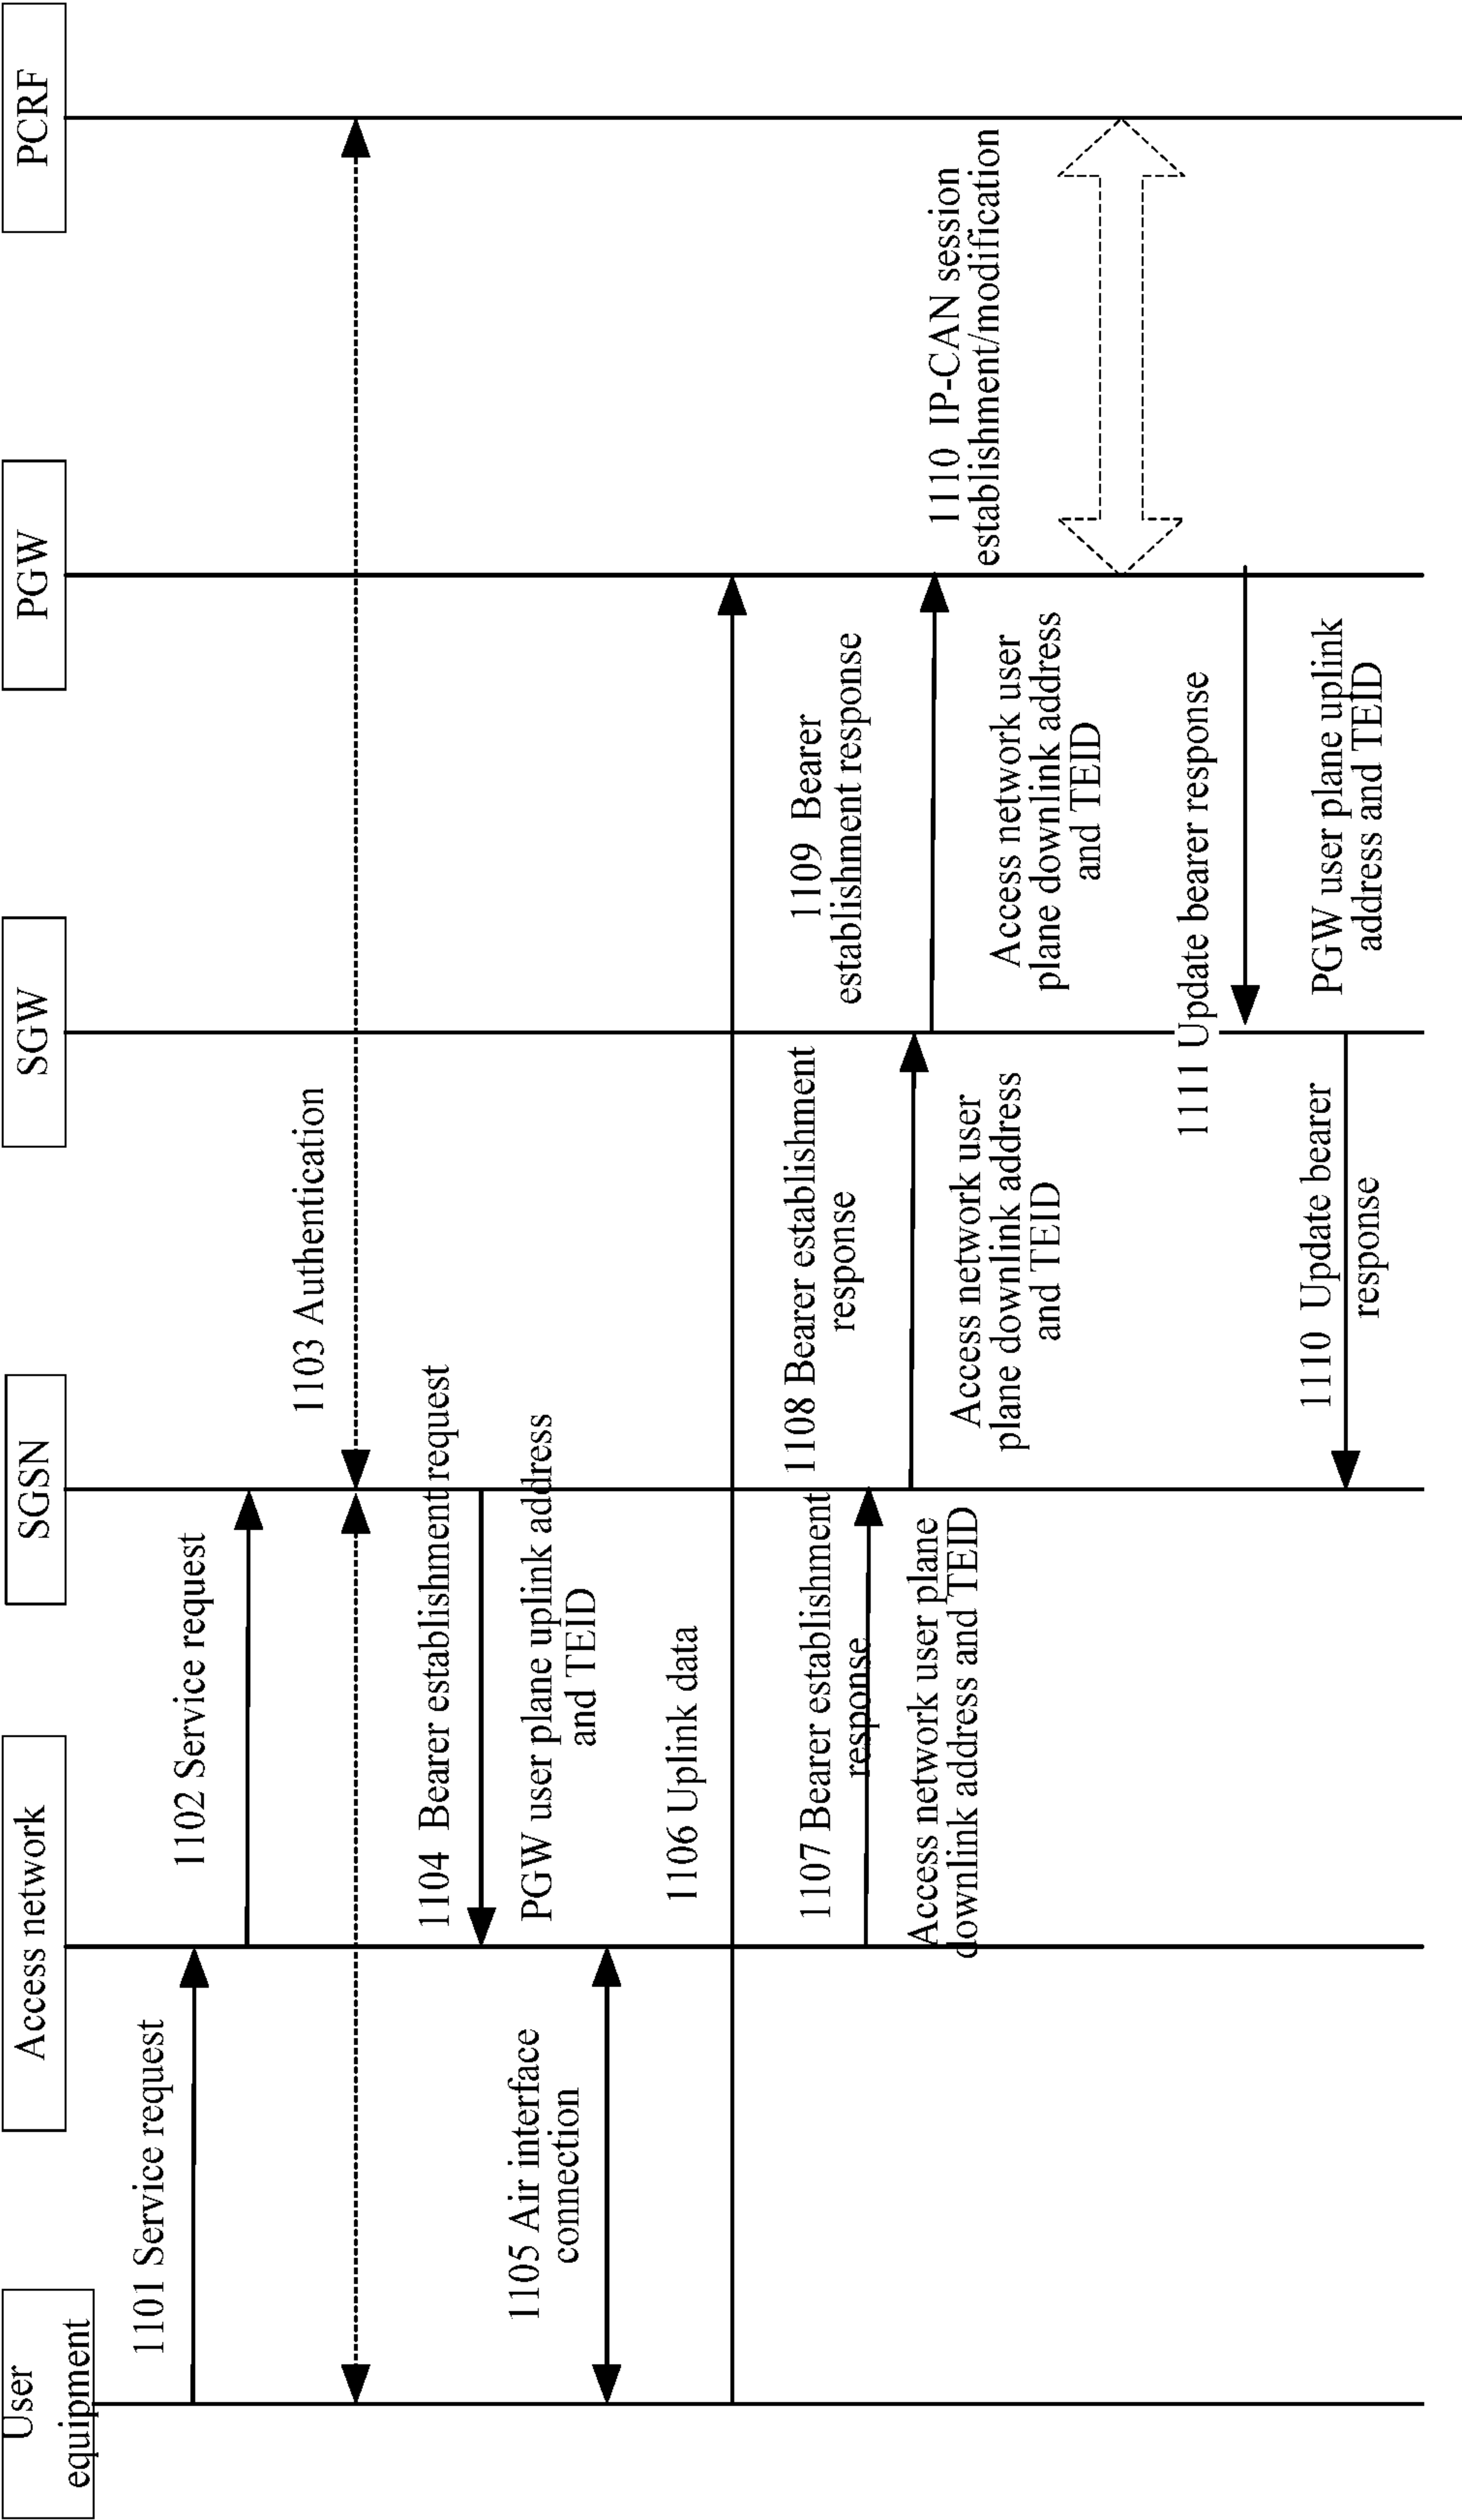 User
equipment
Access network
SGSN
SGW
PGW
PCRF
1101 Service request
1102 Service request
1103 Authentication
1104 Bearer establishment request
PGW user plane uplink address
and TEID
1105 Air interface
connection
1106 Uplink data
1107 Bearer establishment
response
Access network user plane
downlink address and TEID
1108 Bearer establishment
response
Access network user
plane downlink address
and TEID
1109 Bearer
establishment response
Access network user
plane downlink address
and TEID
1110 IP-CAN session
establishment/modification
1111 Update bearer response
PGW user plane uplink
address and TEID
1110 Update bearer
response